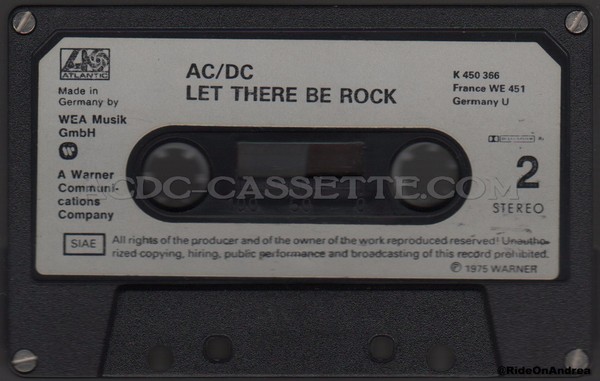 AC/DC
LET THERE BE ROCK
ATLANTIC
Made in
Germany by
WEA Musik
GmbH
A Warner
Communi-
cations
Company
K 450 366
France WE 451
Germany U
2
STEREO
ACDC-CASSETTE.COM
SIAE
All rights of the producer and of the owner of the work reproduced reserved! Unautho-
rized copying, hiring, public performance and broadcasting of this record prohibited.
Ⓟ 1975 WARNER
©RideOnAndrea